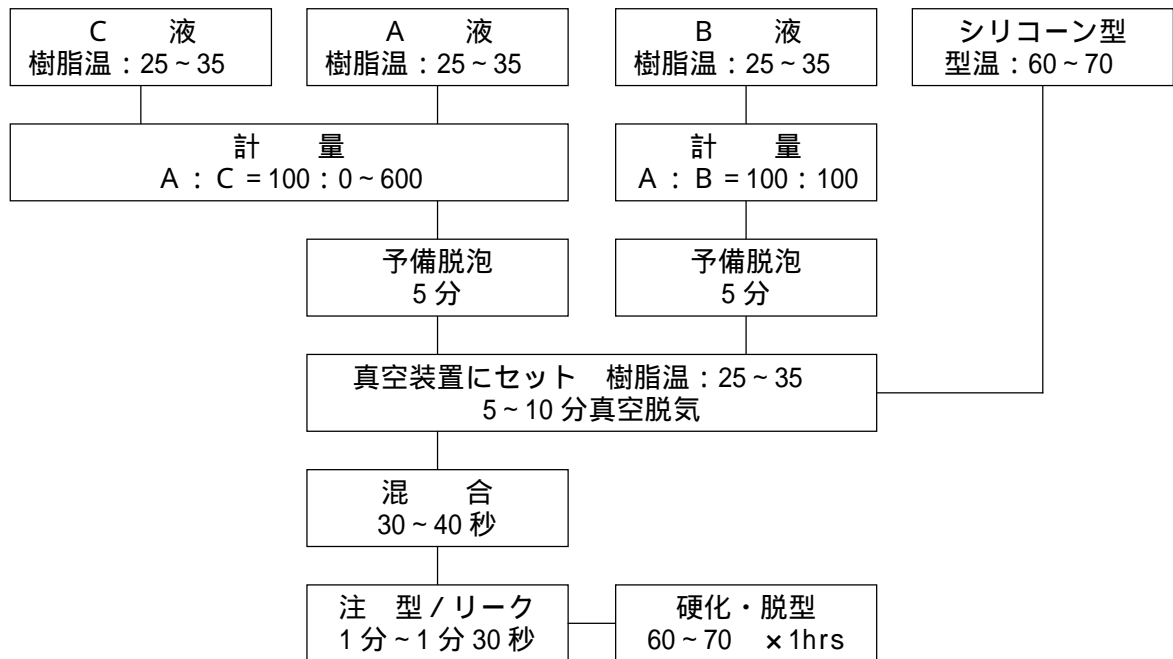 C 液
樹脂温：25～35
A 液
樹脂温：25～35
B 液
樹脂温：25～35
シリコーン型
型温：60～70
計 量
A：C＝100：0～600
計 量
A：B＝100：100
予備脱泡
5分
予備脱泡
5分
真空装置にセット 樹脂温：25～35
5～10分真空脱気
混 合
30～40秒
注 型／リーク
1分～1分30秒
硬化・脱型
60～70 ×1hrs